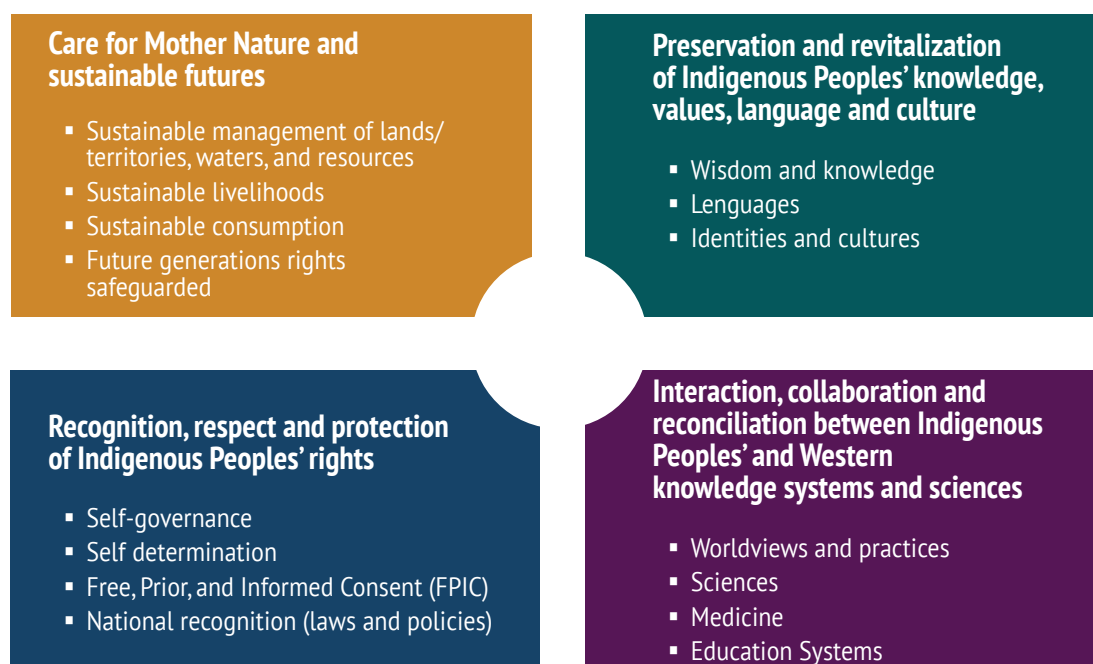 Care for Mother Nature and
sustainable futures
▪ Sustainable management of lands/
territories, waters, and resources
▪ Sustainable livelihoods
▪ Sustainable consumption
▪ Future generations rights
safeguarded
Preservation and revitalization
of Indigenous Peoples' knowledge,
values, language and culture
▪ Wisdom and knowledge
▪ Lenguages
▪ Identities and cultures
Recognition, respect and protection
of Indigenous Peoples' rights
▪ Self-governance
▪ Self determination
▪ Free, Prior, and Informed Consent (FPIC)
▪ National recognition (laws and policies)
Interaction, collaboration and
reconciliation between Indigenous
Peoples' and Western
knowledge systems and sciences
▪ Worldviews and practices
▪ Sciences
▪ Medicine
▪ Education Systems